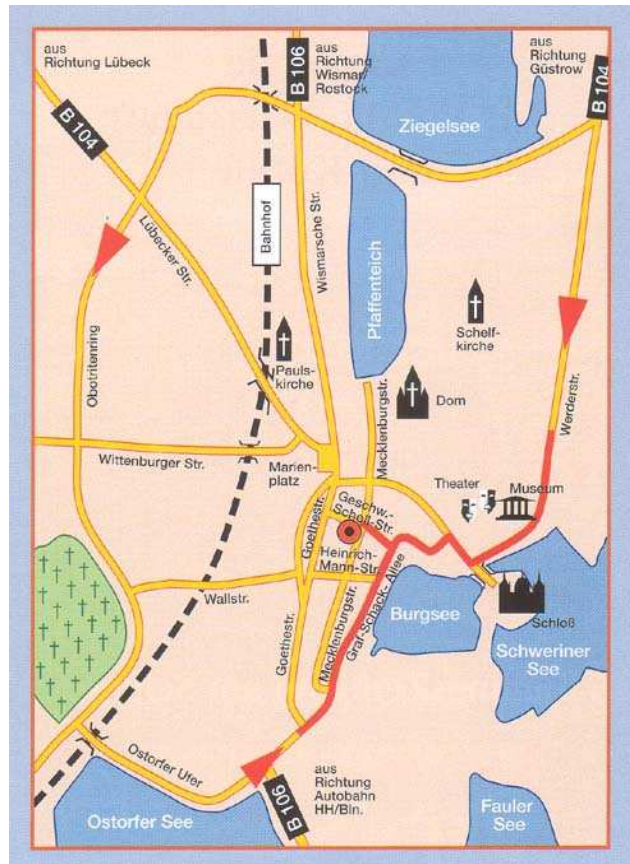 aus
Richtung Lübeck
B 106
aus
Richtung
Wismar/
Rostock
aus
Richtung
Güstrow
B 104
B 104
Ziegelsee
Lübecker Str.
Bahnhof
Wismarsche Str.
Pfaffenteich
Schelf-
kirche
Obotritenring
Pauls-
kirche
Dom
Werderstr.
Mecklenburgstr.
Wittenburger Str.
Marien-
platz
Theater
Museum
Geschw.-
Scholl-Str.
Goethestr.
Heinrich-
Mann-Str.
Graf-Schack-Allee
Wallstr.
Burgsee
Schloß
Goethestr.
Mecklenburgstr.
Schweriner
See
Ostorfer Ufer
aus
Richtung
Autobahn
HH/Bln.
B 106
Ostorfer See
Fauler
See